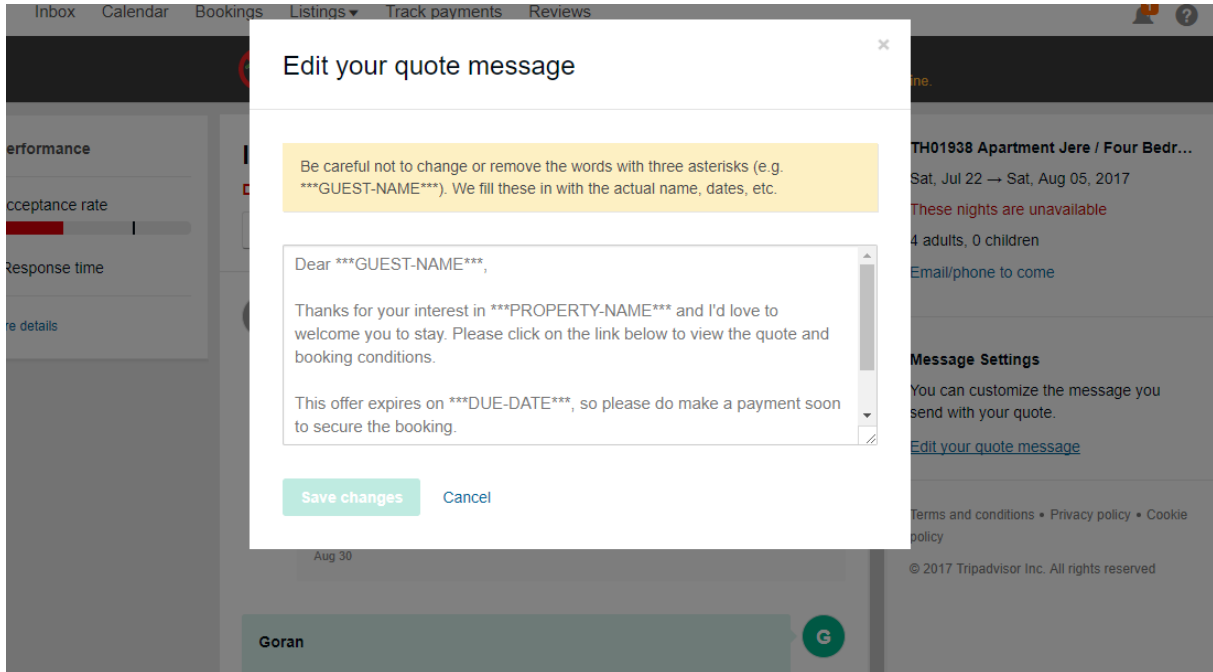 Inbox Calendar Bookings Listings Track payments Reviews
1 ?
Edit your quote message
×
ine.
erformance
cceptance rate
Response time
re details
Be careful not to change or remove the words with three asterisks (e.g.
***GUEST-NAME***). We fill these in with the actual name, dates, etc.
Dear ***GUEST-NAME***,
Thanks for your interest in ***PROPERTY-NAME*** and I'd love to
welcome you to stay. Please click on the link below to view the quote and
booking conditions.
This offer expires on ***DUE-DATE***, so please do make a payment soon
to secure the booking.
Save changes Cancel
Aug 30
Goran
G
TH01938 Apartment Jere / Four Bedr...
Sat, Jul 22 → Sat, Aug 05, 2017
These nights are unavailable
4 adults, 0 children
Email/phone to come
Message Settings
You can customize the message you
send with your quote.
Edit your quote message
Terms and conditions • Privacy policy • Cookie
policy
© 2017 Tripadvisor Inc. All rights reserved